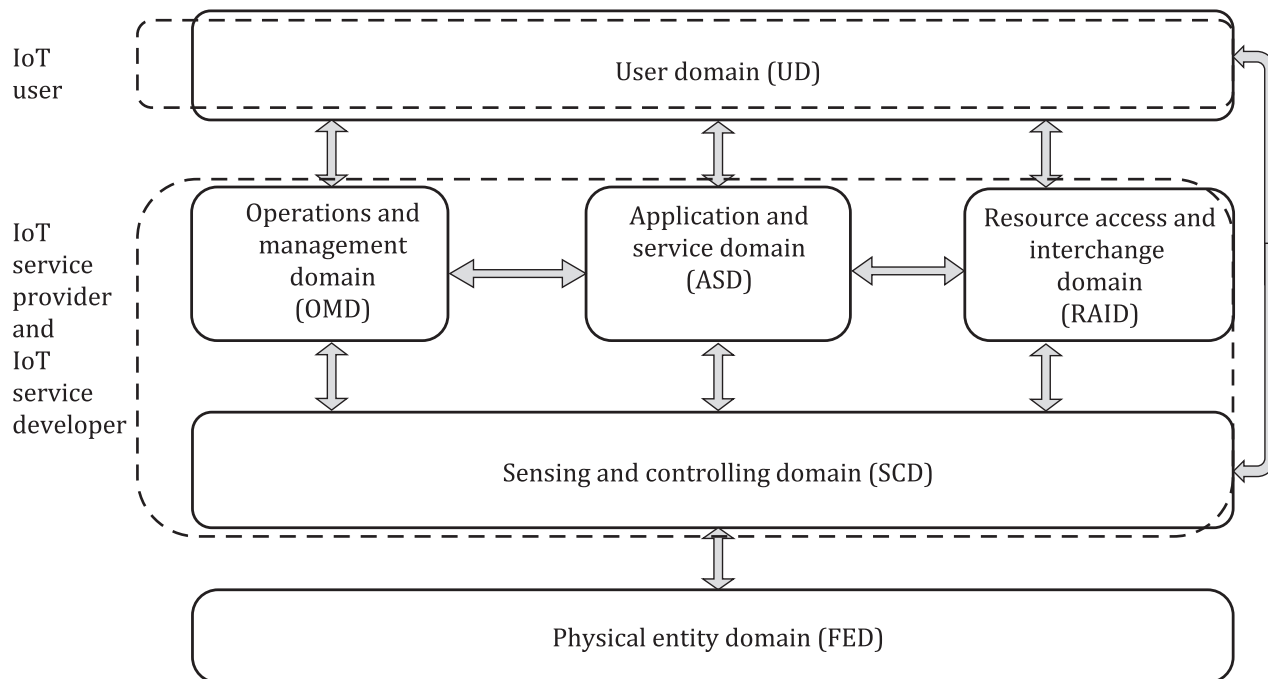 IoT
user
User domain (UD)
IoT
service
provider
and
IoT
service
developer
Operations and
management
domain
(OMD)
Application and
service domain
(ASD)
Resource access and
interchange
domain
(RAID)
Sensing and controlling domain (SCD)
Physical entity domain (FED)